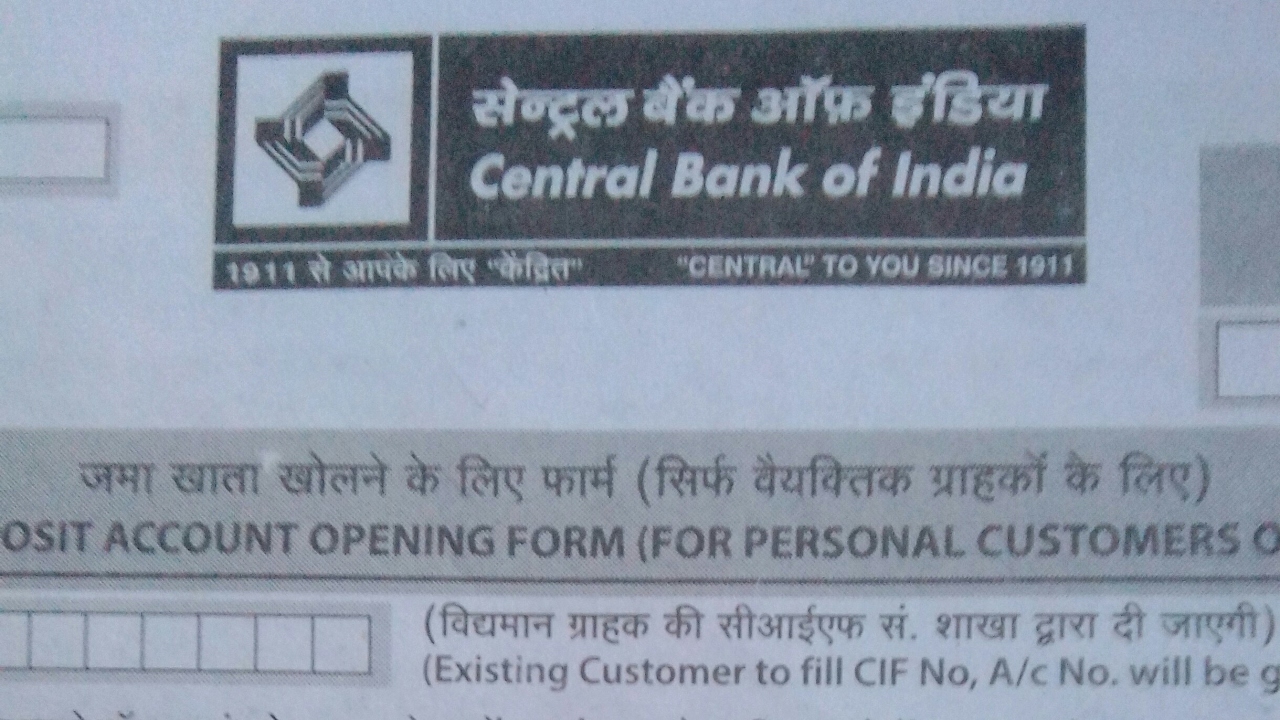 सेन्ट्रल बैंक ऑफ़ इंडिया
Central Bank of India
1911 से आपके लिए "केंद्रित" "CENTRAL" TO YOU SINCE 1911
जमा खाता खोलने के लिए फार्म (सिर्फ वैयक्तिक ग्राहकों के लिए)
OSIT ACCOUNT OPENING FORM (FOR PERSONAL CUSTOMERS O
(विद्यमान ग्राहक की सीआईएफ सं. शाखा द्वारा दी जाएगी)
(Existing Customer to fill CIF No, A/c No. will be g